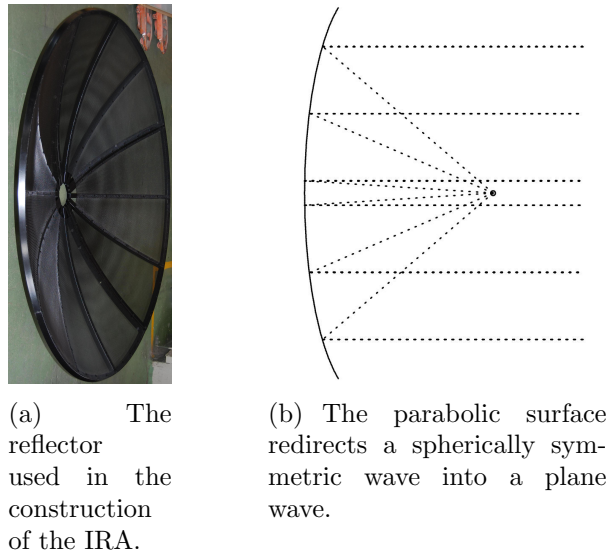 (a) The
reflector
used in the
construction
of the IRA.
(b) The parabolic surface
redirects a spherically sym-
metric wave into a plane
wave.